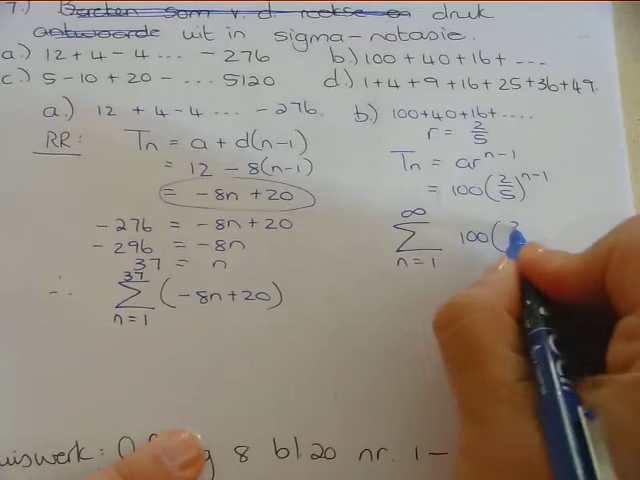 7.) Bereken som v.d. reekse en druk
antwoorde uit in sigma-notasie.
a.) 12 + 4 - 4 ... - 276 b.) 100 + 40 + 16 + ...
c.) 5 - 10 + 20 - ... 5120 d.) 1 + 4 + 9 + 16 + 25 + 36 + 49.
a.) 12 + 4 - 4 .... - 276.
RR: Tn = a + d(n-1)
= 12 - 8(n-1)
= -8n + 20
-276 = -8n + 20
-296 = -8n
37 = n
∴ 37 Σ n=1 (-8n+20)
b.) 100+40+16+....
r = 2/5
Tn = ar^(n-1)
= 100(2/5)^(n-1)
∞ Σ n=1 100(2
8 bl.20 nr. 1-